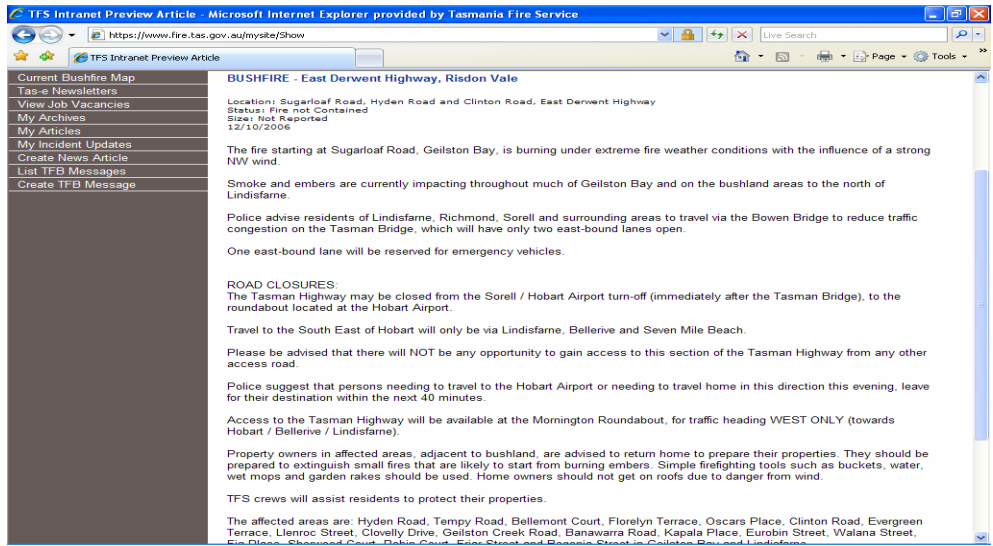 TFS Intranet Preview Article - Microsoft Internet Explorer provided by Tasmania Fire Service
https://www.fire.tas.gov.au/mysite/Show
Live Search
TFS Intranet Preview Article
Page
Tools
Current Bushfire Map
Tas-e Newsletters
View Job Vacancies
My Archives
My Articles
My Incident Updates
Create News Article
List TFB Messages
Create TFB Message
BUSHFIRE - East Derwent Highway, Risdon Vale
Location: Sugarloaf Road, Hyden Road and Clinton Road, East Derwent Highway
Status: Fire not Contained
Size: Not Reported
12/10/2006
The fire starting at Sugarloaf Road, Geilston Bay, is burning under extreme fire weather conditions with the influence of a strong
NW wind.
Smoke and embers are currently impacting throughout much of Geilston Bay and on the bushland areas to the north of
Lindisfarne.
Police advise residents of Lindisfarne, Richmond, Sorell and surrounding areas to travel via the Bowen Bridge to reduce traffic
congestion on the Tasman Bridge, which will have only two east-bound lanes open.
One east-bound lane will be reserved for emergency vehicles.
ROAD CLOSURES:
The Tasman Highway may be closed from the Sorell / Hobart Airport turn-off (immediately after the Tasman Bridge), to the
roundabout located at the Hobart Airport.
Travel to the South East of Hobart will only be via Lindisfarne, Bellerive and Seven Mile Beach.
Please be advised that there will NOT be any opportunity to gain access to this section of the Tasman Highway from any other
access road.
Police suggest that persons needing to travel to the Hobart Airport or needing to travel home in this direction this evening, leave
for their destination within the next 40 minutes.
Access to the Tasman Highway will be available at the Mornington Roundabout, for traffic heading WEST ONLY (towards
Hobart / Bellerive / Lindisfarne).
Property owners in affected areas, adjacent to bushland, are advised to return home to prepare their properties. They should be
prepared to extinguish small fires that are likely to start from burning embers. Simple firefighting tools such as buckets, water,
wet mops and garden rakes should be used. Home owners should not get on roofs due to danger from wind.
TFS crews will assist residents to protect their properties.
The affected areas are: Hyden Road, Tempy Road, Bellemont Court, Florelyn Terrace, Oscars Place, Clinton Road, Evergreen
Terrace, Llenroc Street, Clovelly Drive, Geilston Creek Road, Banawarra Road, Kapala Place, Eurobin Street, Walana Street,
Place, Sherwood Court, Robin Court, Friar Street and Begonia Street in Geilston Bay and Lindisfarne